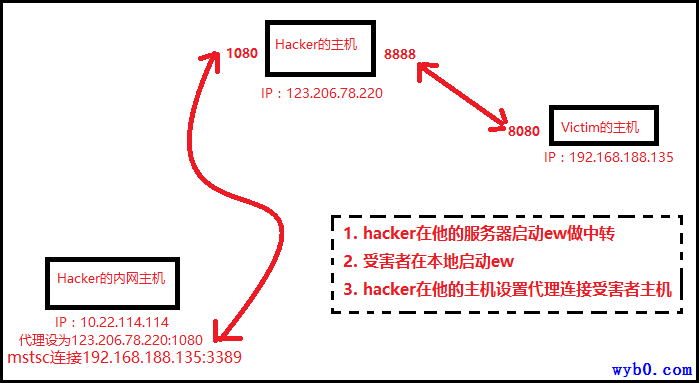 1080
Hacker的主机
8888
IP：123.206.78.220
8080
Victim的主机
IP：192.168.188.135
1. hacker在他的服务器启动ew做中转
2. 受害者在本地启动ew
3. hacker在他的主机设置代理连接受害者主机
Hacker的内网主机
IP：10.22.114.114
代理设为123.206.78.220:1080
mstsc连接192.168.188.135:3389
wyb0.com